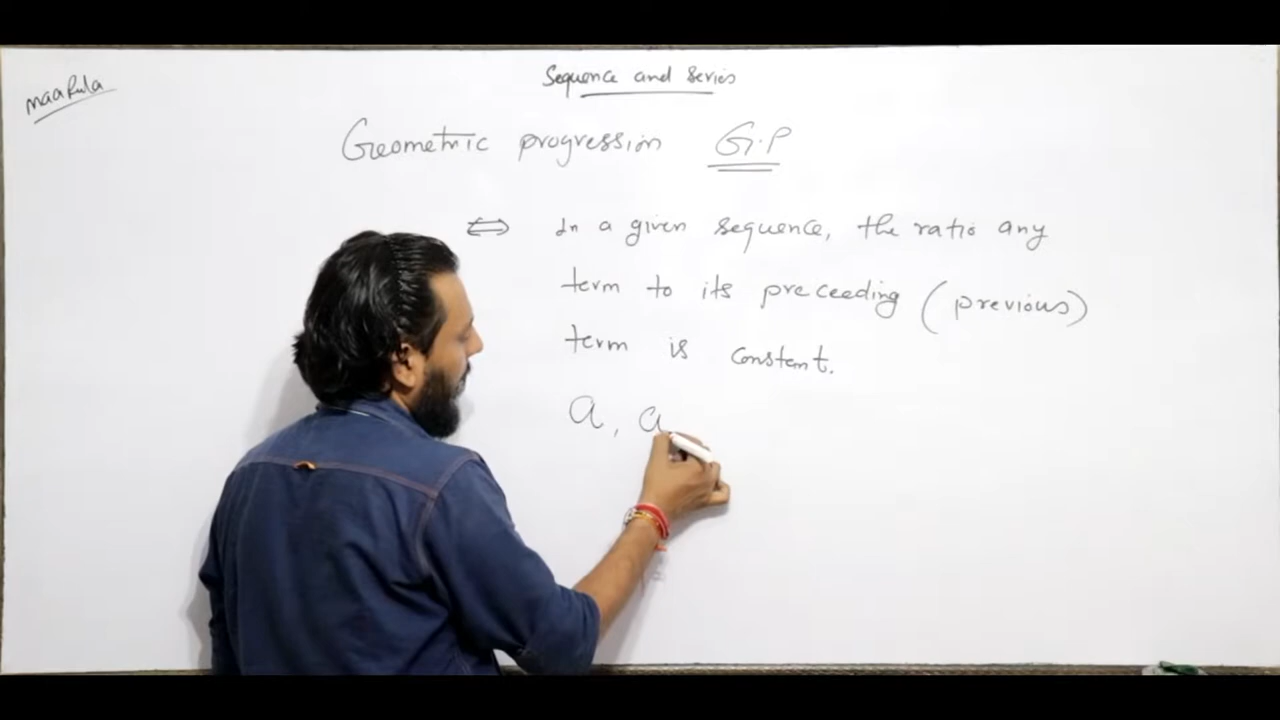 maaRula
Sequence and Series
Geometric progression G.P
⇔ In a given sequence, the ratio any
term to its preceeding (previous)
term is constant.
a, a